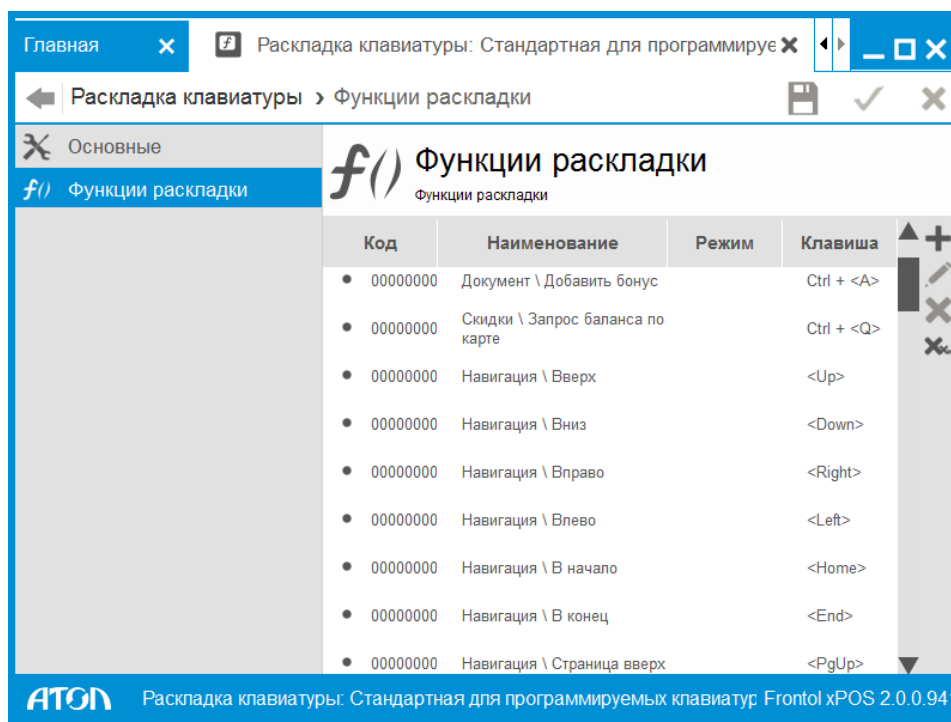 Главная
Раскладка клавиатуры: Стандартная для программируе
Раскладка клавиатуры › Функции раскладки
Основные
f() Функции раскладки
f() Функции раскладки
Функции раскладки
Код Наименование Режим Клавиша
00000000 Документ \ Добавить бонус Ctrl + <A>
00000000 Скидки \ Запрос баланса по Ctrl + <Q>
карте
00000000 Навигация \ Вверх <Up>
00000000 Навигация \ Вниз <Down>
00000000 Навигация \ Вправо <Right>
00000000 Навигация \ Влево <Left>
00000000 Навигация \ В начало <Home>
00000000 Навигация \ В конец <End>
00000000 Навигация \ Страница вверх <PgUp>
АТОЛ Раскладка клавиатуры: Стандартная для программируемых клавиатур Frontol xPOS 2.0.0.94